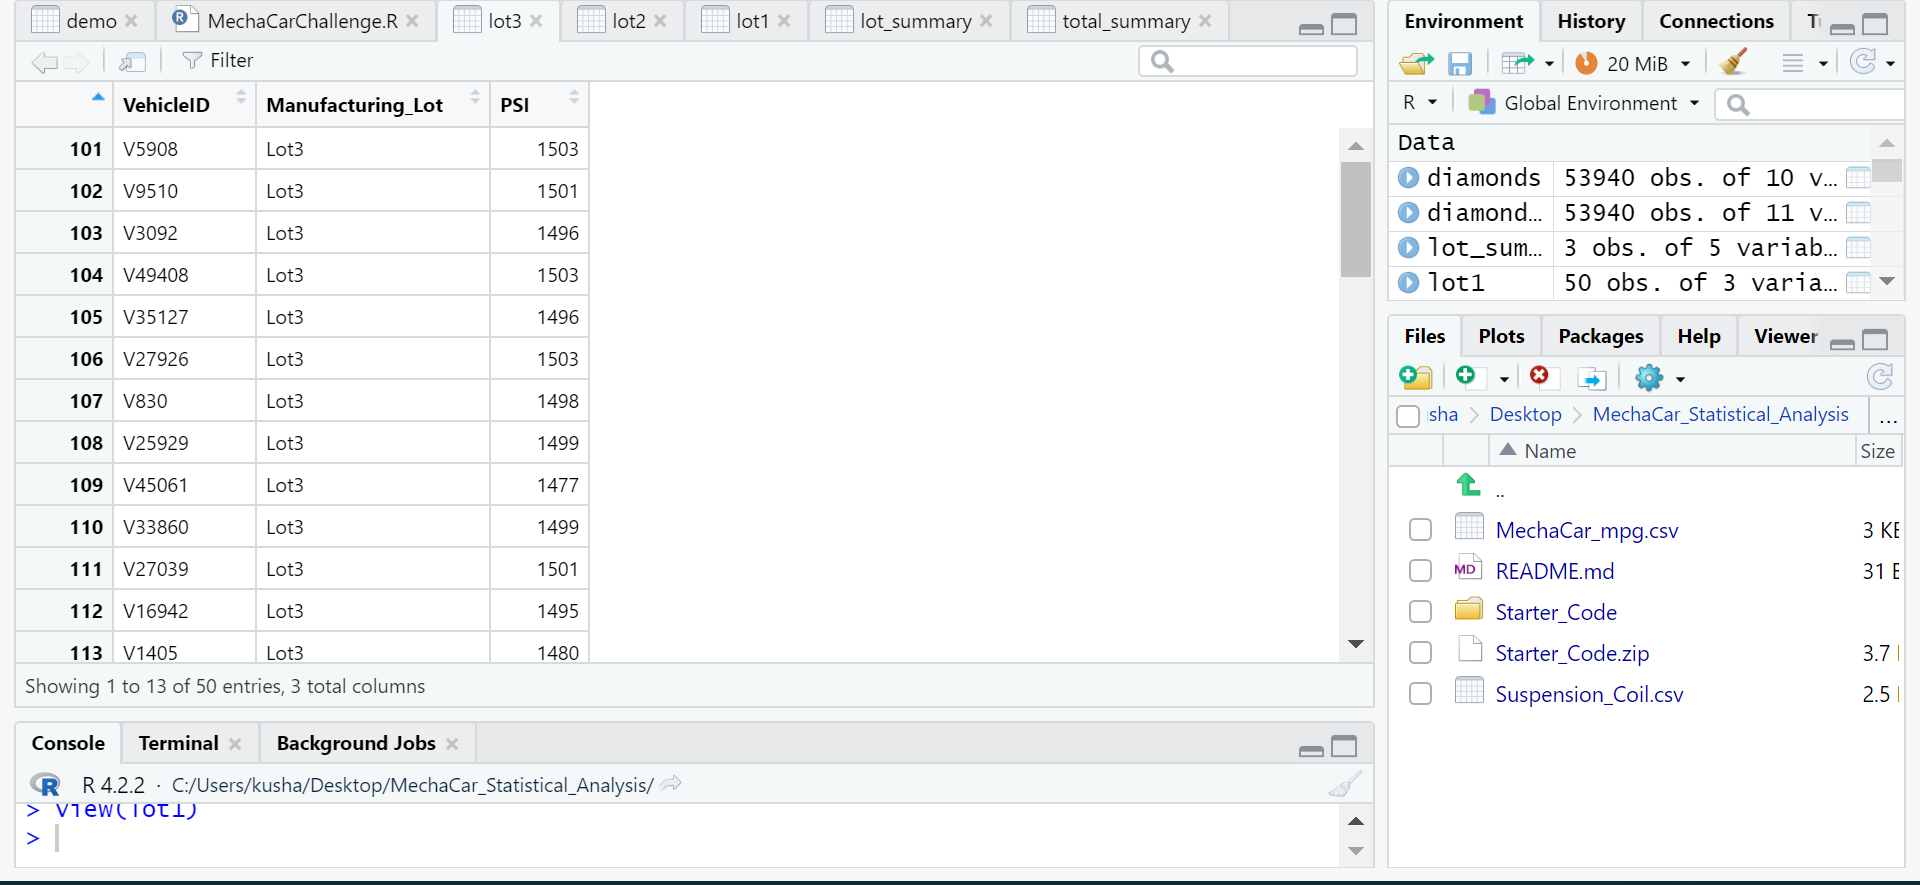 demo MechaCarChallenge.R lot3 lot2 lot1 lot_summary total_summary
Filter
VehicleID Manufacturing_Lot PSI
101 V5908 Lot3 1503
102 V9510 Lot3 1501
103 V3092 Lot3 1496
104 V49408 Lot3 1503
105 V35127 Lot3 1496
106 V27926 Lot3 1503
107 V830 Lot3 1498
108 V25929 Lot3 1499
109 V45061 Lot3 1477
110 V33860 Lot3 1499
111 V27039 Lot3 1501
112 V16942 Lot3 1495
113 V1405 Lot3 1480
Showing 1 to 13 of 50 entries, 3 total columns
Console Terminal Background Jobs
R 4.2.2 · C:/Users/kusha/Desktop/MechaCar_Statistical_Analysis/
> View(lot1)
>
Environment History Connections
20 MiB
R Global Environment
Data
diamonds 53940 obs. of 10 v…
diamond… 53940 obs. of 11 v…
lot_sum… 3 obs. of 5 variab…
lot1 50 obs. of 3 varia…
Files Plots Packages Help Viewer
sha Desktop MechaCar_Statistical_Analysis ...
Name Size
..
MechaCar_mpg.csv 3 KB
README.md 31 B
Starter_Code
Starter_Code.zip 3.7
Suspension_Coil.csv 2.5